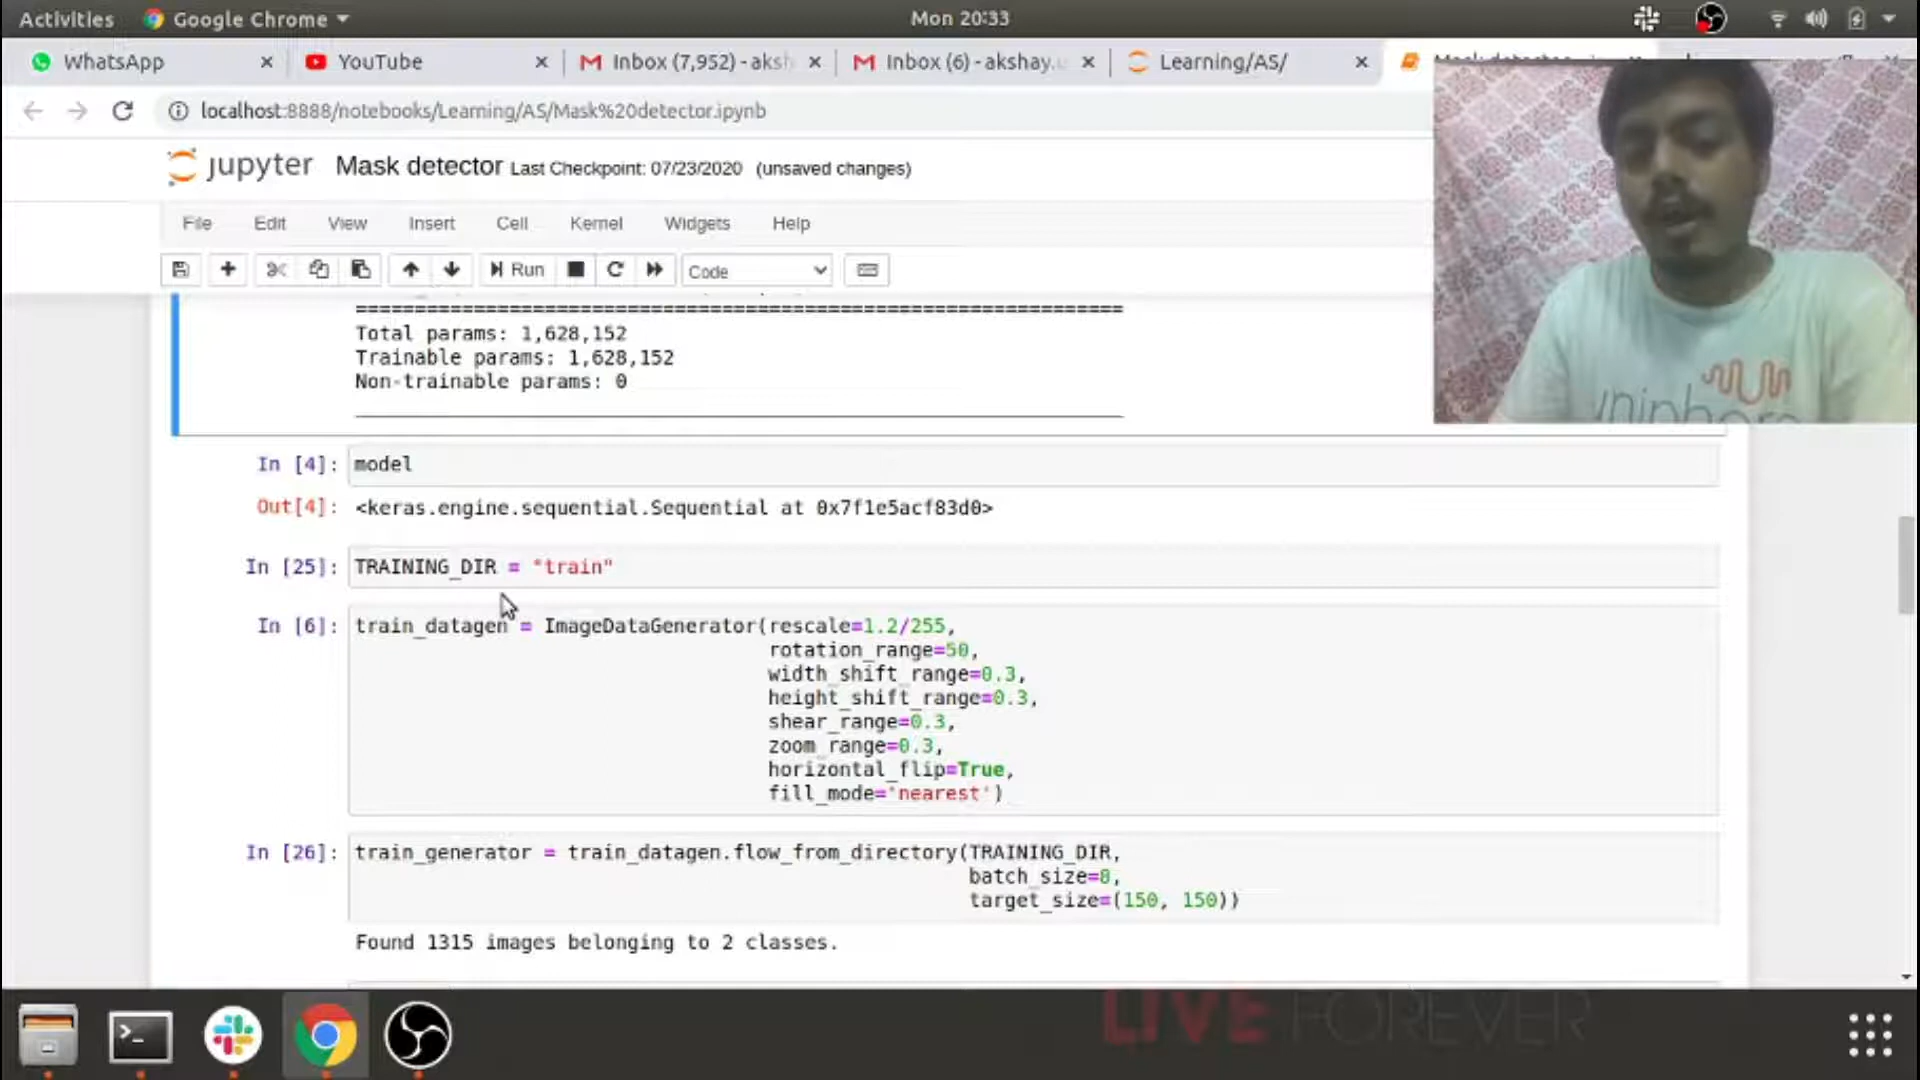 Activities
Google Chrome
Mon 20:33
WhatsApp
YouTube
Inbox (7,952) - aksh
Inbox (6) - akshay.
Learning/AS/
localhost:8888/notebooks/Learning/AS/Mask%20detector.ipynb
jupyter Mask detector Last Checkpoint: 07/23/2020 (unsaved changes)
File Edit View Insert Cell Kernel Widgets Help
Run
Code
Total params: 1,628,152
Trainable params: 1,628,152
Non-trainable params: 0
In [4]: model
Out[4]: <keras.engine.sequential.Sequential at 0x7f1e5acf83d0>
In [25]: TRAINING_DIR = "train"
In [6]: train_datagen = ImageDataGenerator(rescale=1.2/255,
rotation_range=50,
width_shift_range=0.3,
height_shift_range=0.3,
shear_range=0.3,
zoom_range=0.3,
horizontal_flip=True,
fill_mode='nearest')
In [26]: train_generator = train_datagen.flow_from_directory(TRAINING_DIR,
batch_size=8,
target_size=(150, 150))
Found 1315 images belonging to 2 classes.
LIVE FOREVER